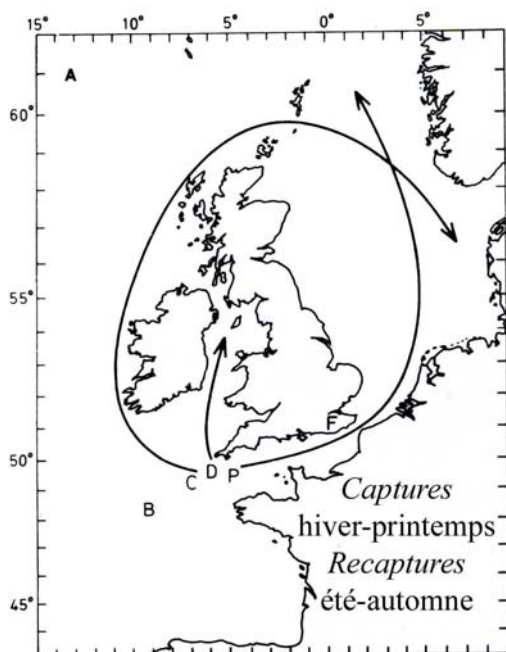 15° 10° 5° 0° 5°
A
60°
55°
F
50°
C D P
B
Captures
hiver-printemps
Recaptures
été-automne
45°